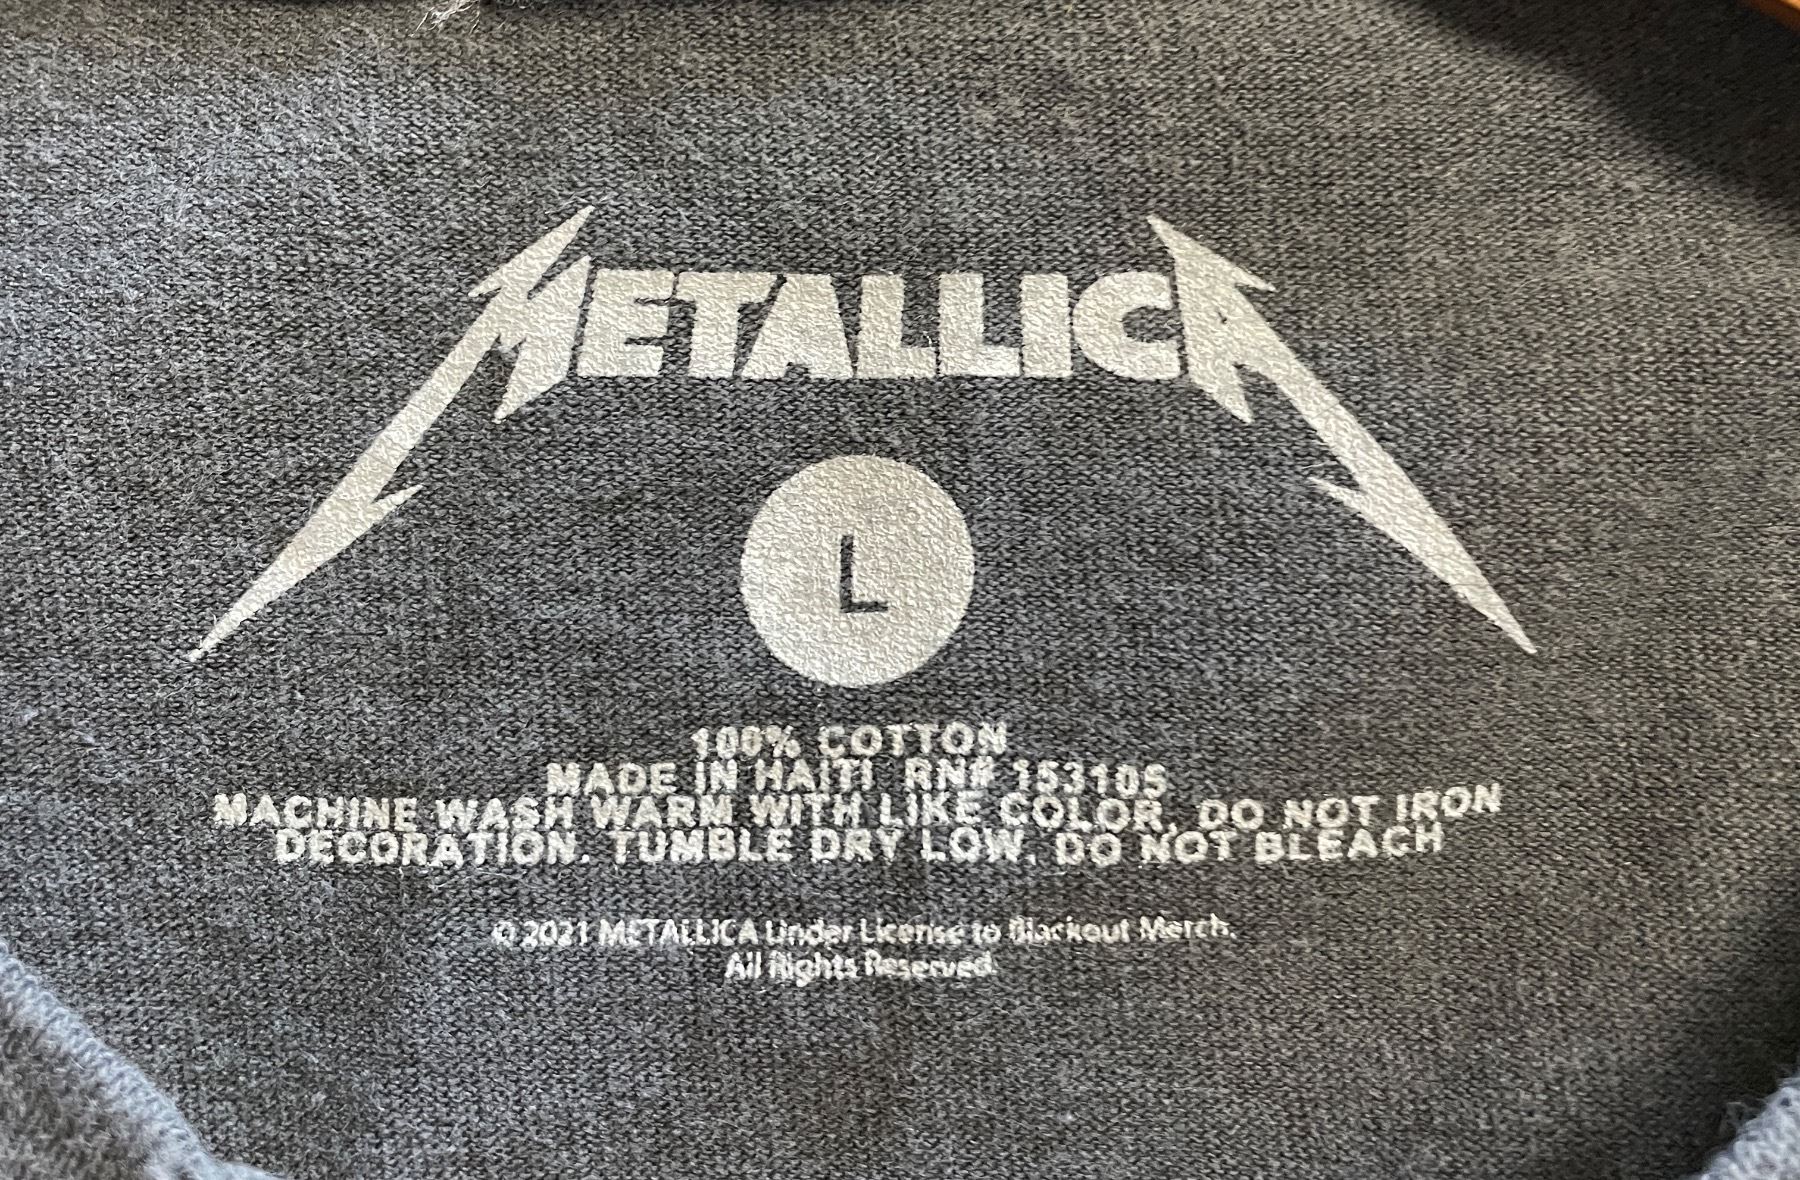 METALLICA
L
100% COTTON
MADE IN HAITI RN# 153105
MACHINE WASH WARM WITH LIKE COLOR, DO NOT IRON
DECORATION. TUMBLE DRY LOW. DO NOT BLEACH
© 2021 METALLICA Under License to Blackout Merch.
All Rights Reserved.